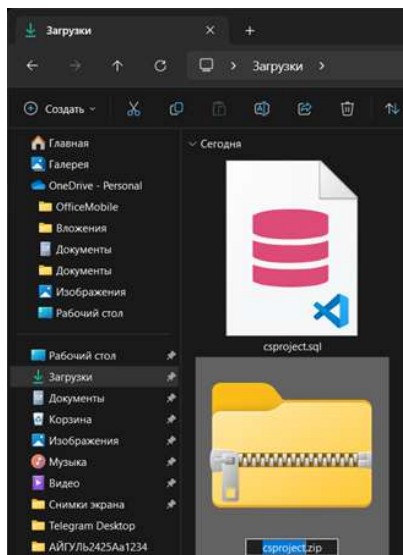 Загрузки
Загрузки
Создать
Главная
Галерея
OneDrive - Personal
OfficeMobile
Вложения
Документы
Документы
Изображения
Рабочий стол
Рабочий стол
Загрузки
Документы
Корзина
Изображения
Музыка
Видео
Снимки экрана
Telegram Desktop
АЙГУЛЬ2425Aa1234
Сегодня
csproject.sql
csproject.zip